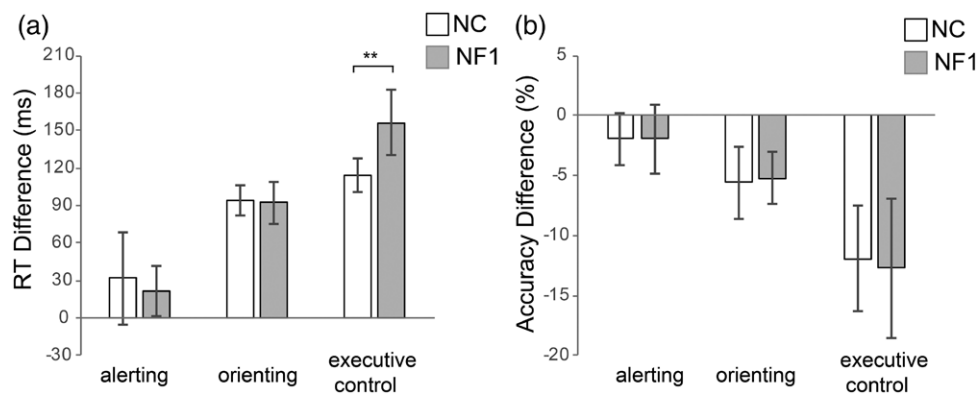 (a)
NC
NF1
RT Difference (ms)
210
180
150
120
90
60
30
0
-30
**
alerting
orienting
executive
control
(b)
NC
NF1
Accuracy Difference (%)
5
0
-5
-10
-15
-20
alerting
orienting
executive
control